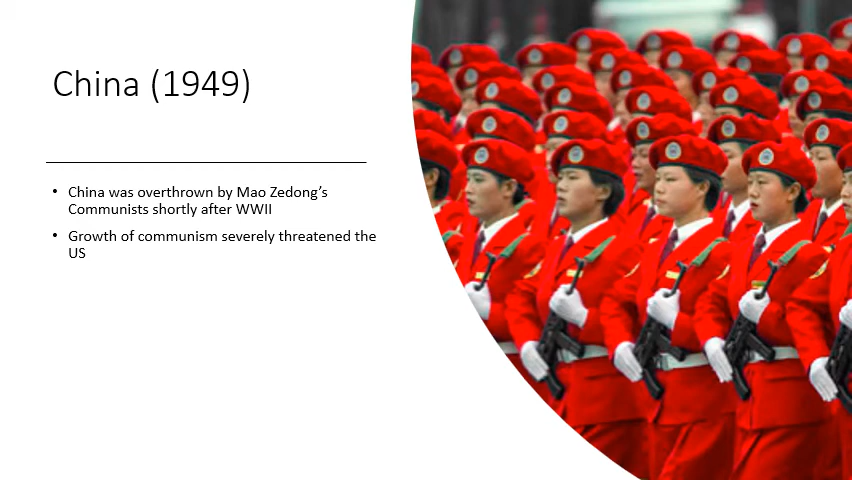 China (1949)
• China was overthrown by Mao Zedong’s
Communists shortly after WWII
• Growth of communism severely threatened the
US